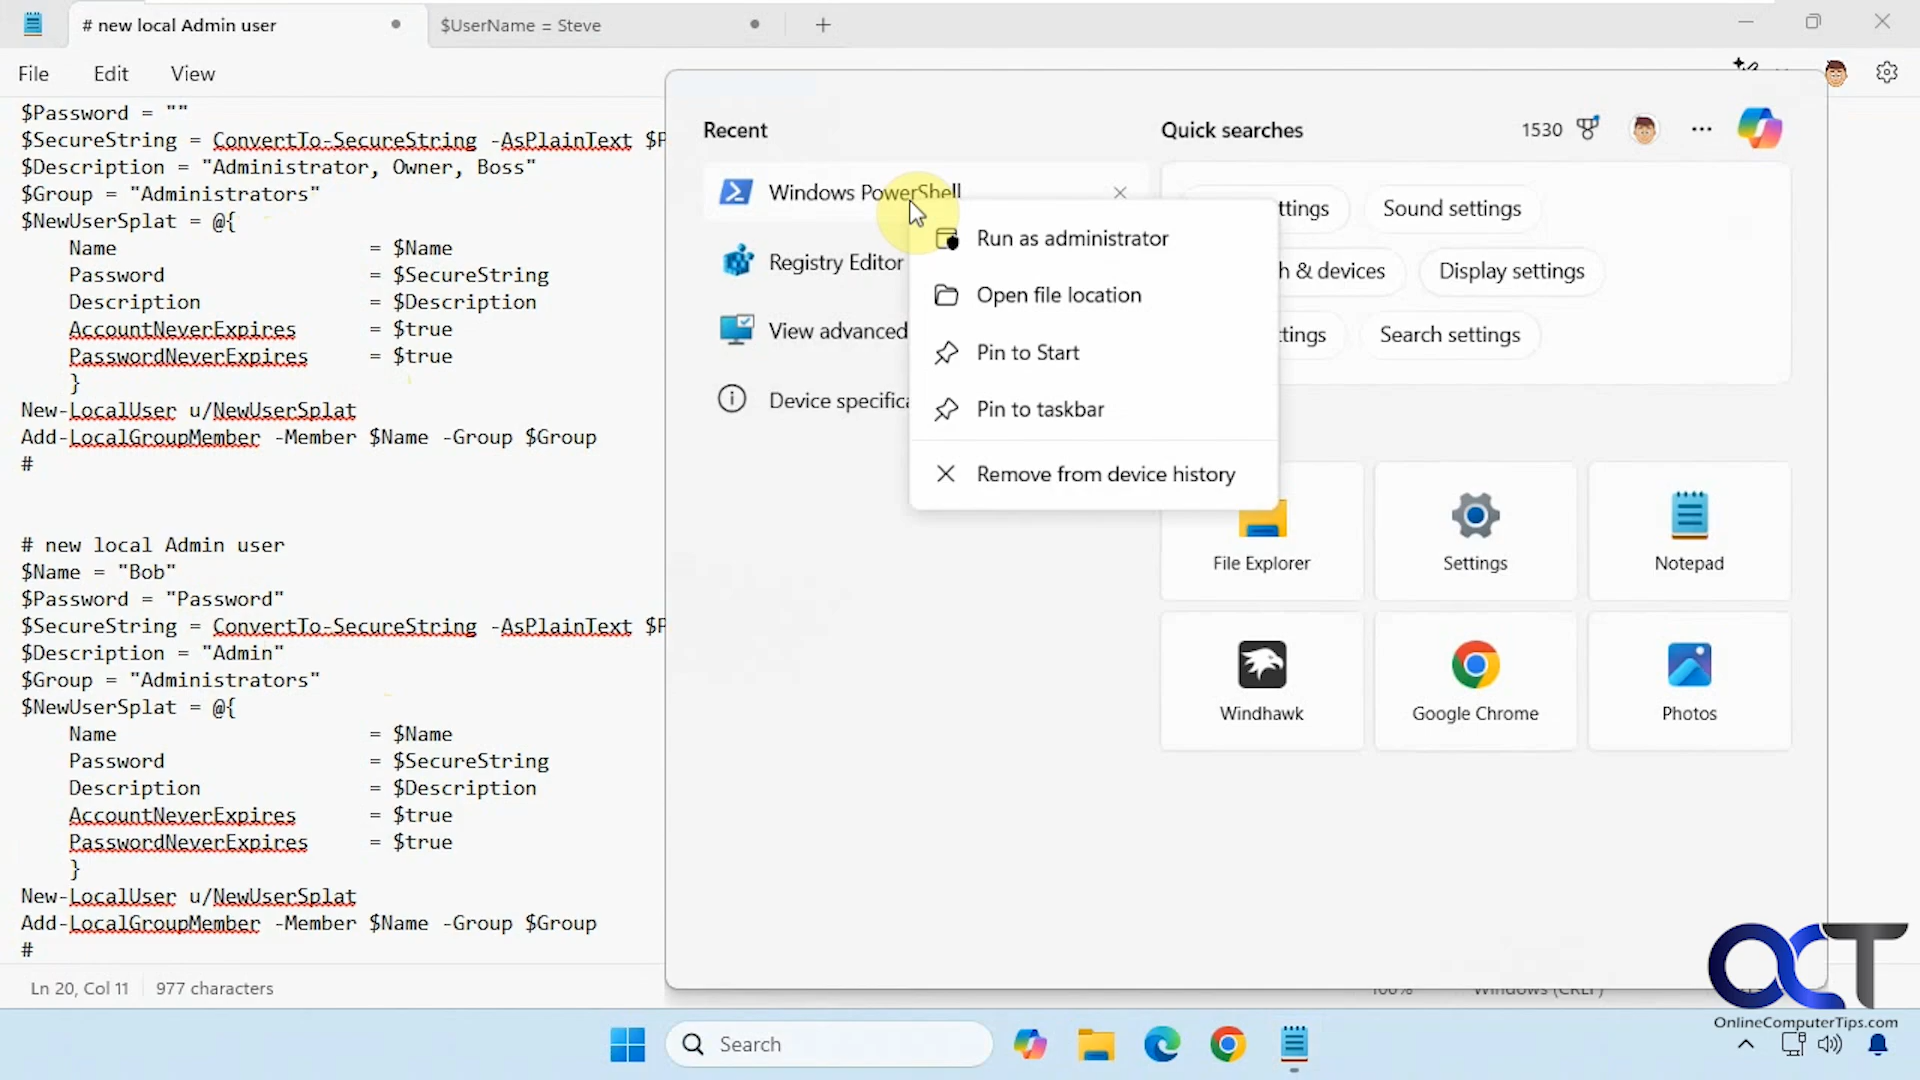 # new local Admin user
$UserName = Steve
File Edit View
$Password = ""
$SecureString = ConvertTo-SecureString -AsPlainText
$Description = "Administrator, Owner, Boss"
$Group = "Administrators"
$NewUserSplat = @{
Name = $Name
Password = $SecureString
Description = $Description
AccountNeverExpires = $true
PasswordNeverExpires = $true
}
New-LocalUser u/NewUserSplat
Add-LocalGroupMember -Member $Name -Group $Group
#
# new local Admin user
$Name = "Bob"
$Password = "Password"
$SecureString = ConvertTo-SecureString -AsPlainText
$Description = "Admin"
$Group = "Administrators"
$NewUserSplat = @{
Name = $Name
Password = $SecureString
Description = $Description
AccountNeverExpires = $true
PasswordNeverExpires = $true
}
New-LocalUser u/NewUserSplat
Add-LocalGroupMember -Member $Name -Group $Group
#
Ln 20, Col 11 977 characters
Recent
Windows PowerShell
Registry Editor
View advanced
Device
Run as administrator
Open file location
Pin to Start
Pin to taskbar
Remove from device history
Quick searches
1530
Sound settings
& devices
Display settings
Search settings
File Explorer
Settings
Notepad
Windhawk
Google Chrome
Photos
100%
Windows (CRLF)
Search
OCT
OnlineComputerTips.com